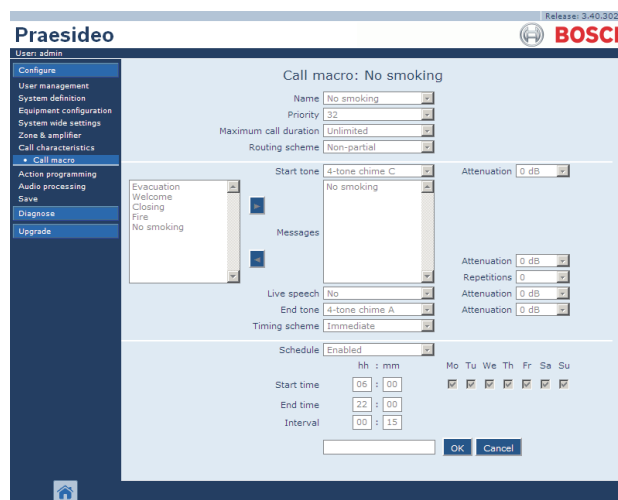 Release: 3.40.302
Praesideo
BOSCH
User: admin
Configure
User management
System definition
Equipment configuration
System wide settings
Zone & amplifier
Call characteristics
• Call macro
Action programming
Audio processing
Save
Diagnose
Upgrade
Call macro: No smoking
Name No smoking
Priority 32
Maximum call duration Unlimited
Routing scheme Non-partial
Start tone 4-tone chime C Attenuation 0 dB
Evacuation
Welcome
Closing
Fire
No smoking
Messages
No smoking
Attenuation 0 dB
Repetitions 0
Live speech No Attenuation 0 dB
End tone 4-tone chime A Attenuation 0 dB
Timing scheme Immediate
Schedule Enabled
hh : mm Mo Tu We Th Fr Sa Su
Start time 06 : 00
End time 22 : 00
Interval 00 : 15
OK Cancel